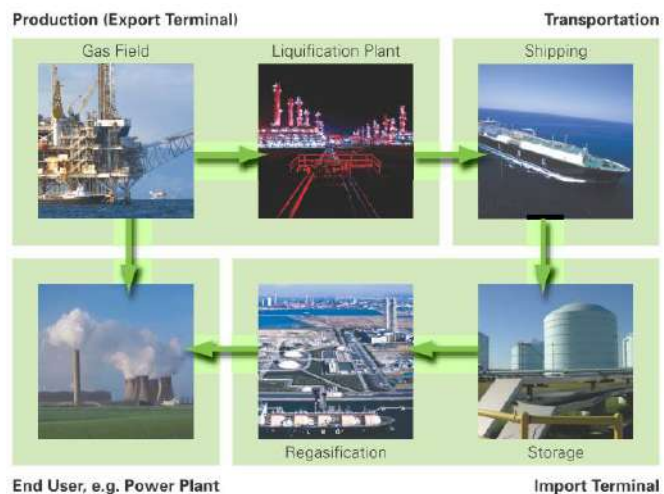 Production (Export Terminal)
Transportation
Gas Field
Liquification Plant
Shipping
Regasification
Storage
End User, e.g. Power Plant
Import Terminal